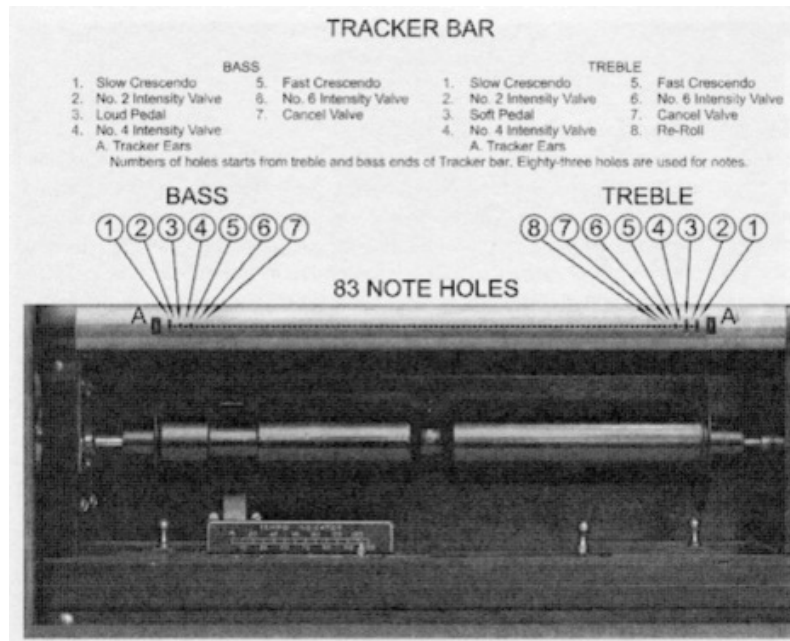 TRACKER BAR
BASS
1. Slow Crescendo 5. Fast Crescendo
2. No. 2 Intensity Valve 6. No. 6 Intensity Valve
3. Loud Pedal 7. Cancel Valve
4. No. 4 Intensity Valve
A. Tracker Ears
TREBLE
1. Slow Crescendo 5. Fast Crescendo
2. No. 2 Intensity Valve 6. No. 6 Intensity Valve
3. Soft Pedal 7. Cancel Valve
4. No. 4 Intensity Valve 8. Re-Roll
A. Tracker Ears
Numbers of holes starts from treble and bass ends of Tracker bar. Eighty-three holes are used for notes.
BASS TREBLE
1 2 3 4 5 6 7 8 7 6 5 4 3 2 1
83 NOTE HOLES
A A